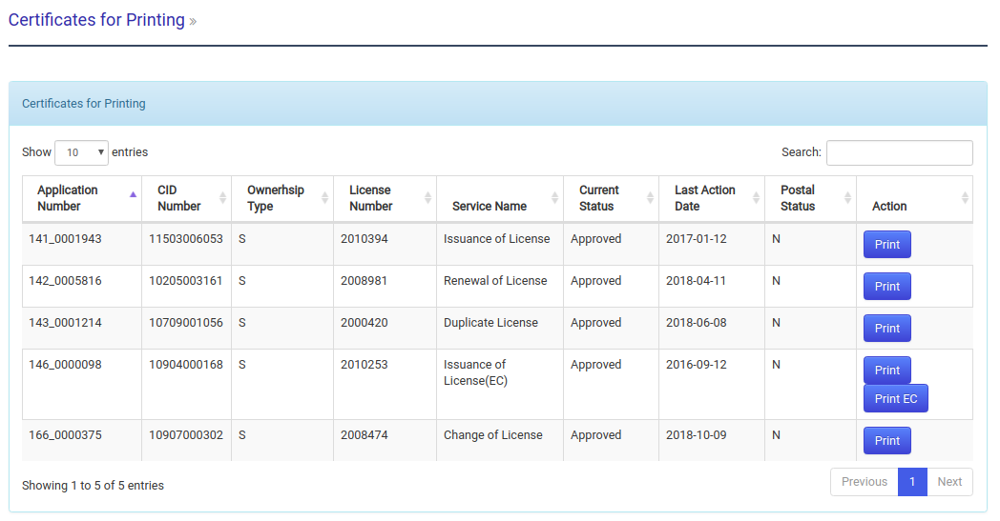 Certificates for Printing »
Certificates for Printing
Show 10 entries Search:
Application Number CID Number Ownerhsip Type License Number Service Name Current Status Last Action Date Postal Status Action
141_0001943 11503006053 S 2010394 Issuance of License Approved 2017-01-12 N Print
142_0005816 10205003161 S 2008981 Renewal of License Approved 2018-04-11 N Print
143_0001214 10709001056 S 2000420 Duplicate License Approved 2018-06-08 N Print
146_0000098 10904000168 S 2010253 Issuance of License(EC) Approved 2016-09-12 N Print
Print EC
166_0000375 10907000302 S 2008474 Change of License Approved 2018-10-09 N Print
Showing 1 to 5 of 5 entries Previous 1 Next